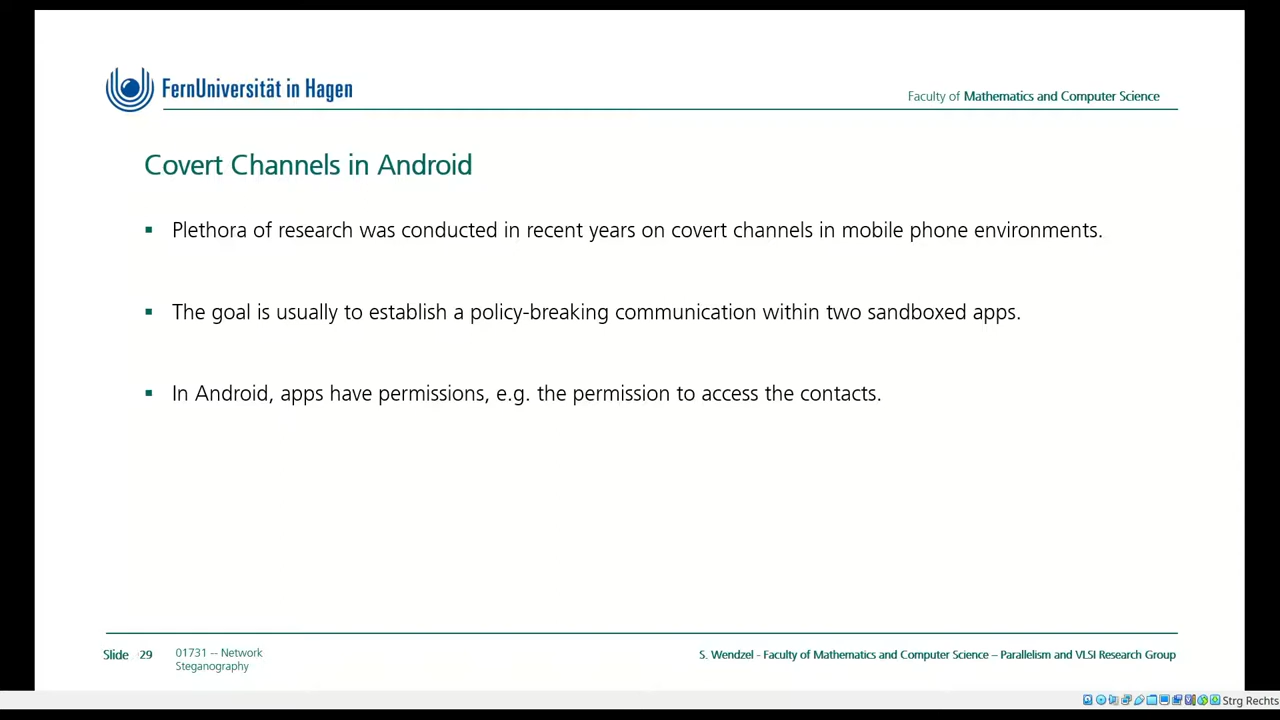 FernUniversität in Hagen
Faculty of Mathematics and Computer Science
Covert Channels in Android
▪ Plethora of research was conducted in recent years on covert channels in mobile phone environments.
▪ The goal is usually to establish a policy-breaking communication within two sandboxed apps.
▪ In Android, apps have permissions, e.g. the permission to access the contacts.
Slide 29
01731 -- Network
Steganography
S. Wendzel - Faculty of Mathematics and Computer Science – Parallelism and VLSI Research Group
Strg Rechts